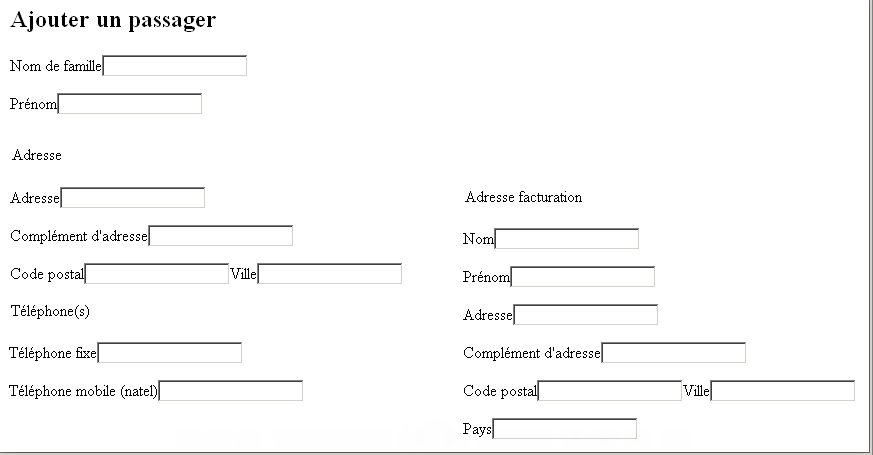 Ajouter un passager
Nom de famille
Prénom
Adresse
Adresse
Complément d'adresse
Code postal Ville
Téléphone(s)
Téléphone fixe
Téléphone mobile (natel)
Adresse facturation
Nom
Prénom
Adresse
Complément d'adresse
Code postal Ville
Pays